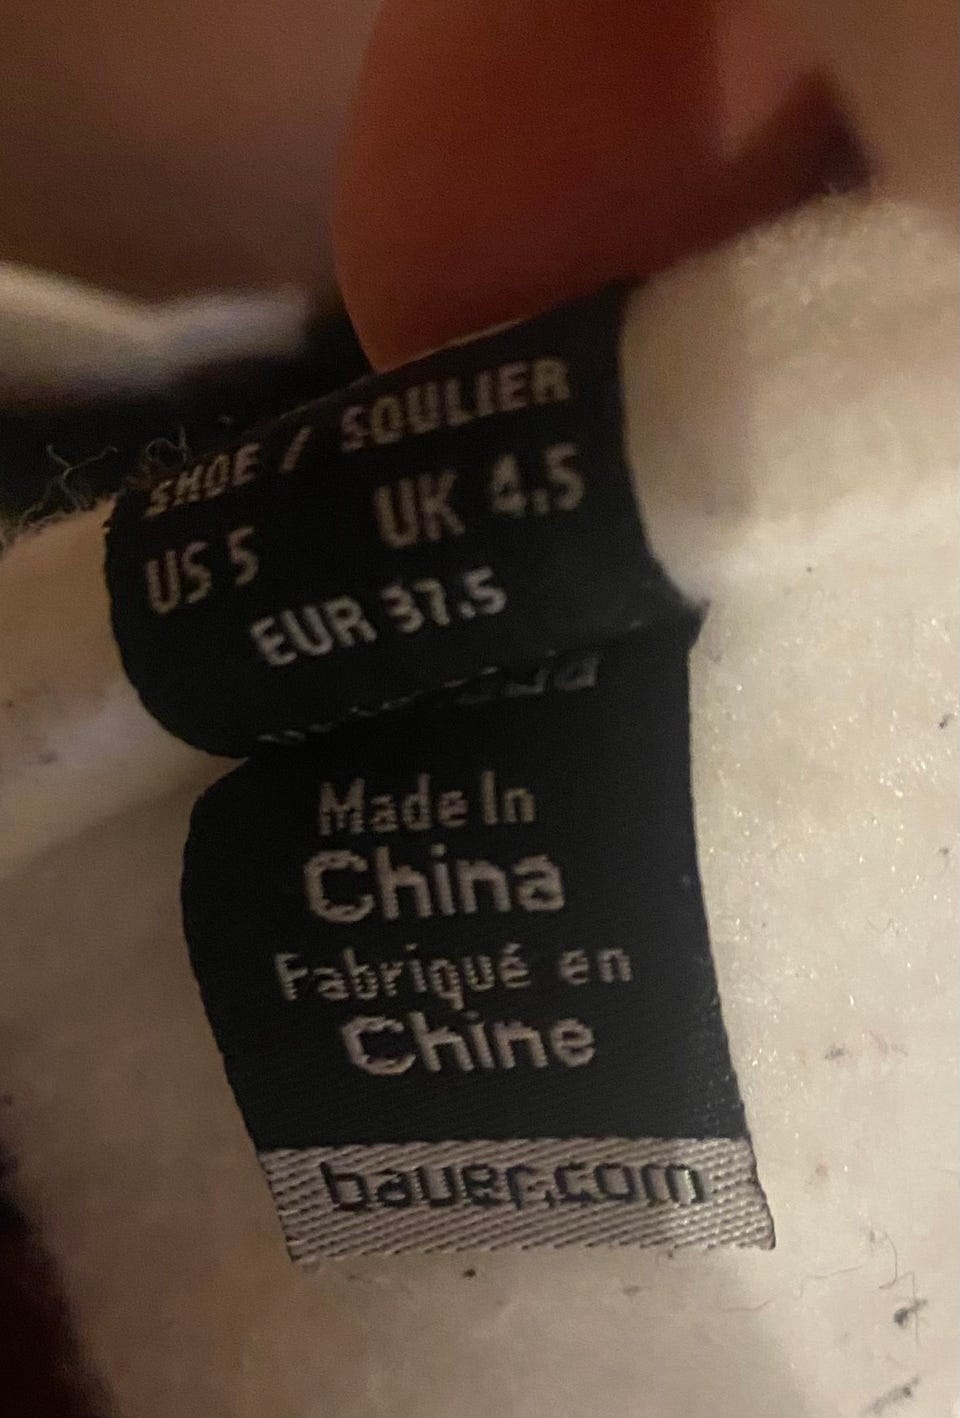 SHOE / SOULIER
US 5 UK 4.5
EUR 37.5
Made In
China
Fabriqué en
Chine
bauer.com